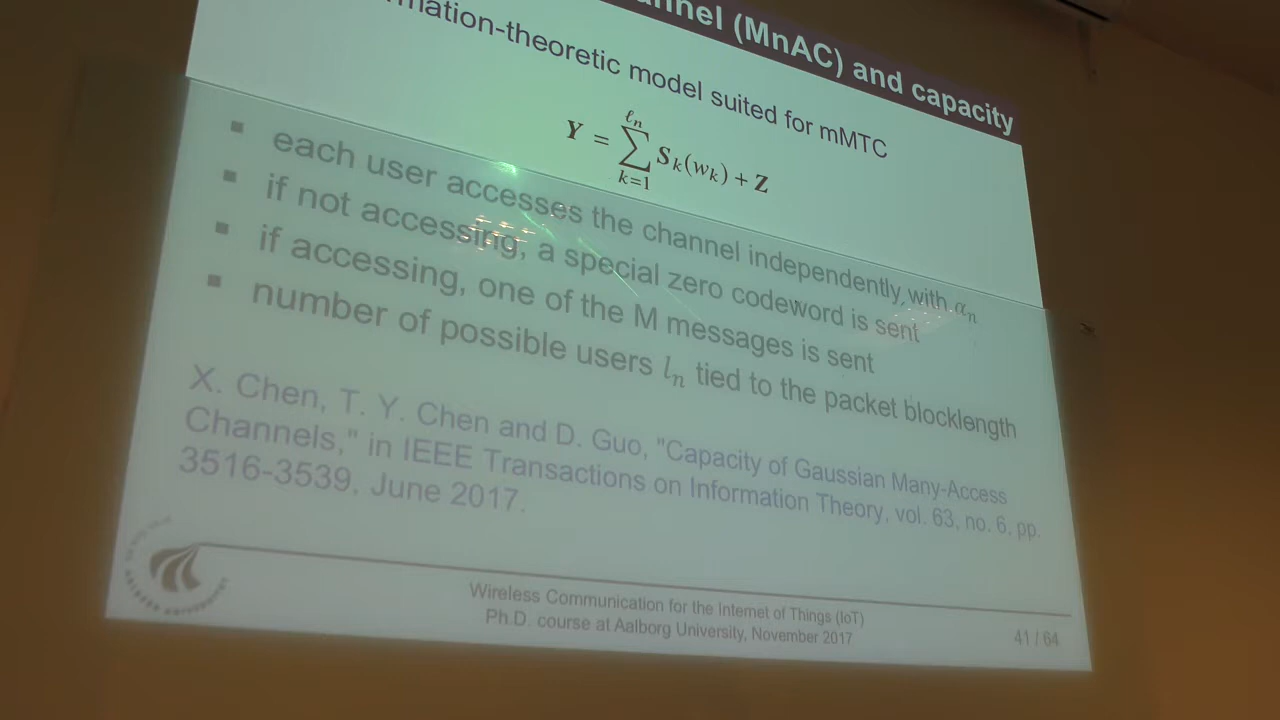 (MnAC) and capacity
model suited for mMTC
Y = \sum_{k=1}^{\ell_n} S_k(w_k) + Z
▪ each user accesses the channel independently with α_n
▪ if not accessing, a special zero codeword is sent
▪ if accessing, one of the M messages is sent
▪ number of possible users l_n tied to the packet blocklength
X. Chen, T. Y. Chen and D. Guo, "Capacity of Gaussian Many-Access
Channels," in IEEE Transactions on Information Theory, vol. 63, no. 6, pp.
3516-3539, June 2017.
Wireless Communication for the Internet of Things (IoT)
Ph.D. course at Aalborg University, November 2017
41 / 64